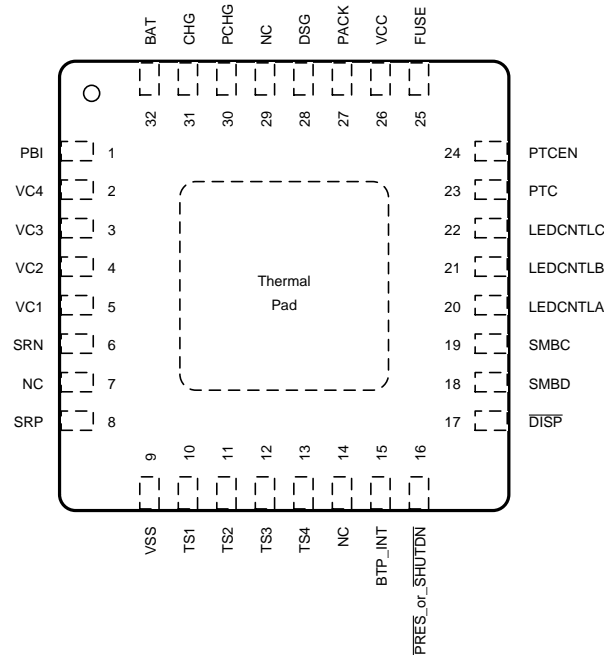 BAT CHG PCHG NC DSG PACK VCC FUSE
32 31 30 29 28 27 26 25
PBI 1 24 PTCEN
VC4 2 23 PTC
VC3 3 22 LEDCNTLC
VC2 4 21 LEDCNTLB
VC1 5 20 LEDCNTLA
SRN 6 19 SMBC
NC 7 18 SMBD
SRP 8 17 DISP
Thermal
Pad
9 10 11 12 13 14 15 16
VSS TS1 TS2 TS3 TS4 NC BTP_INT PRES_or_SHUTDN